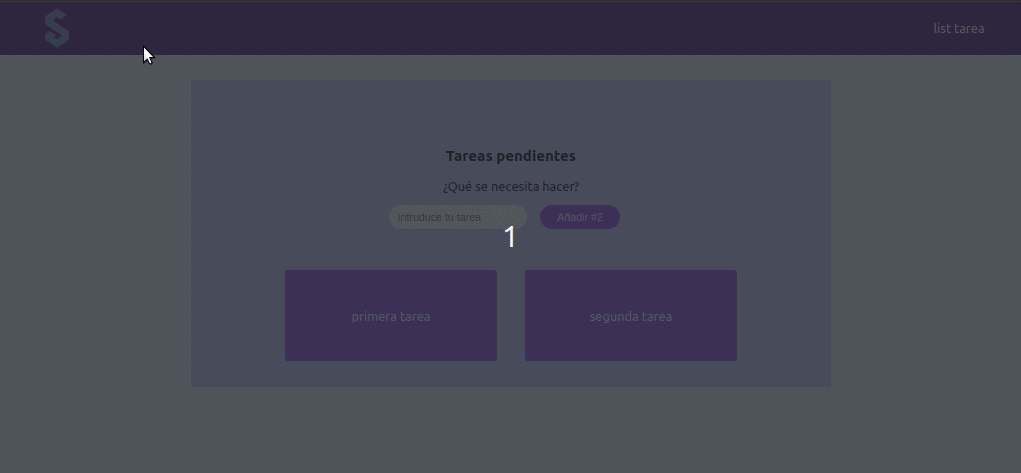 list tarea
Tareas pendientes
¿Qué se necesita hacer?
intruduce tu tarea
Añadir #2
1
primera tarea
segunda tarea